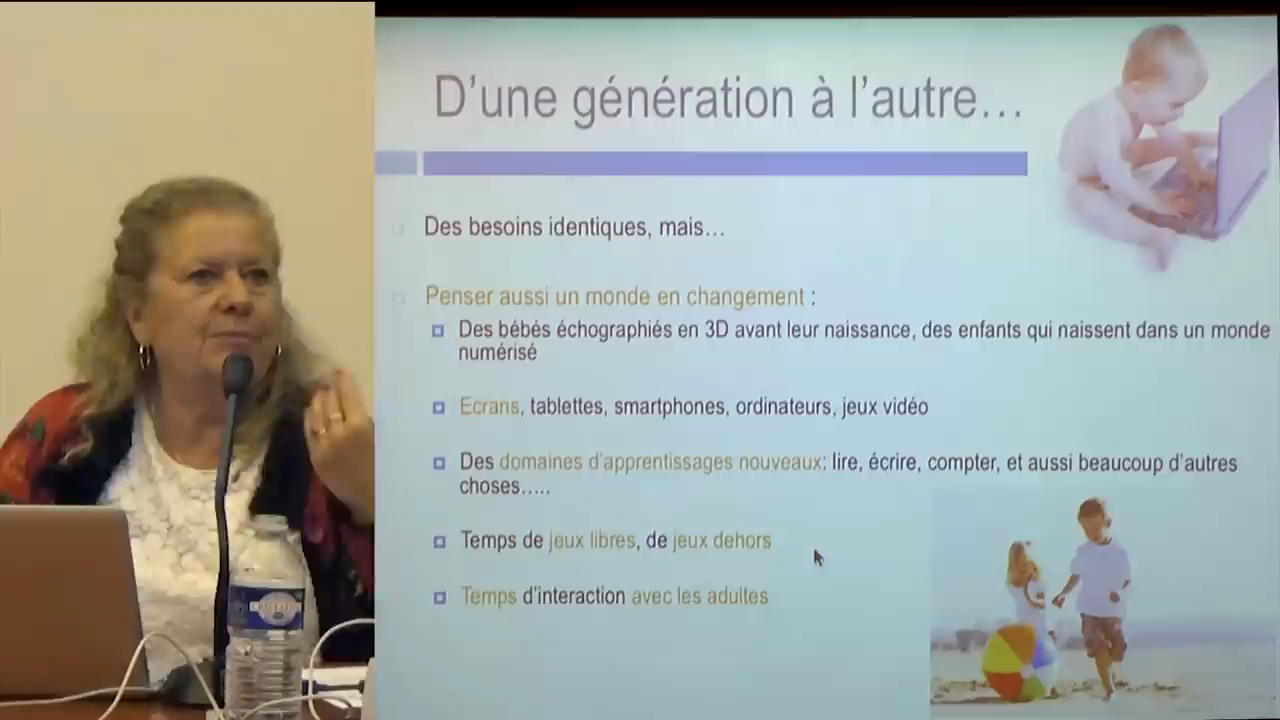 D'une génération à l'autre…
Des besoins identiques, mais…
Penser aussi un monde en changement :
Des bébés échographiés en 3D avant leur naissance, des enfants qui naissent dans un monde
numérisé
Ecrans, tablettes, smartphones, ordinateurs, jeux vidéo
Des domaines d'apprentissages nouveaux: lire, écrire, compter, et aussi beaucoup d'autres
choses…..
Temps de jeux libres, de jeux dehors
Temps d'interaction avec les adultes